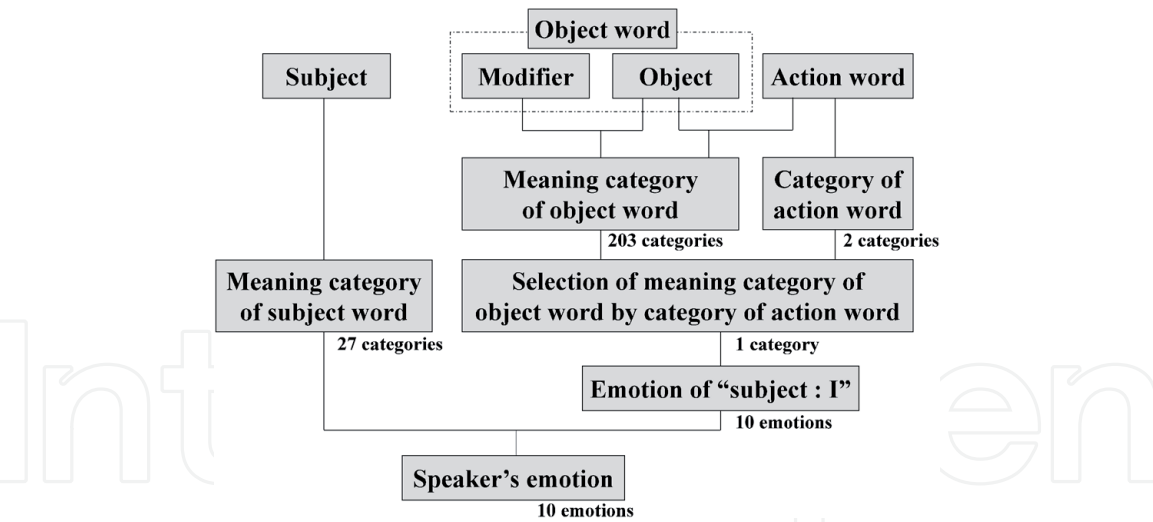 Object word
Subject
Modifier
Object
Action word
Meaning category
of object word
Category of
action word
203 categories
2 categories
Meaning category
of subject word
Selection of meaning category of
object word by category of action word
27 categories
1 category
Emotion of “subject : I”
10 emotions
Speaker’s emotion
10 emotions
Int
en